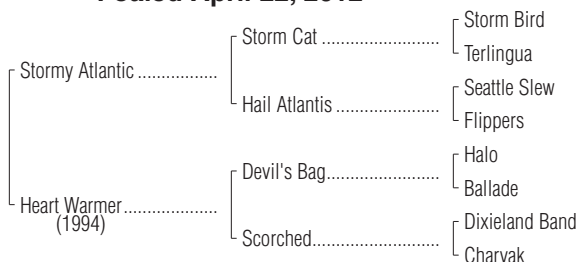 Foaled April 22, 2012
Storm Bird
Storm Cat
Terlingua
Stormy Atlantic
Seattle Slew
Hail Atlantis
Flippers
Halo
Devil's Bag
Ballade
Heart Warmer
(1994)
Dixieland Band
Scorched
Charvak